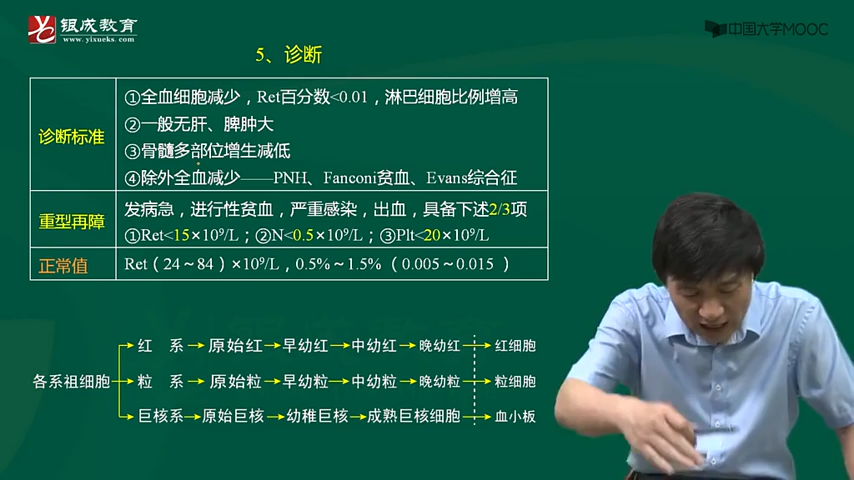 银成教育
www.yixueks.com
中国大学MOOC
5、诊断
诊断标准
①全血细胞减少，Ret百分数<0.01，淋巴细胞比例增高
②一般无肝、脾肿大
③骨髓多部位增生减低
④除外全血减少——PNH、Fanconi贫血、Evans综合征
重型再障
发病急，进行性贫血，严重感染，出血，具备下述2/3项
①Ret<15×10⁹/L；②N<0.5×10⁹/L；③Plt<20×10⁹/L
正常值
Ret（24～84）×10⁹/L，0.5%～1.5%（0.005～0.015 ）
各系祖细胞
红 系→原始红→早幼红→中幼红→晚幼红→红细胞
粒 系→原始粒→早幼粒→中幼粒→晚幼粒→粒细胞
巨核系→原始巨核→幼稚巨核→成熟巨核细胞→血小板